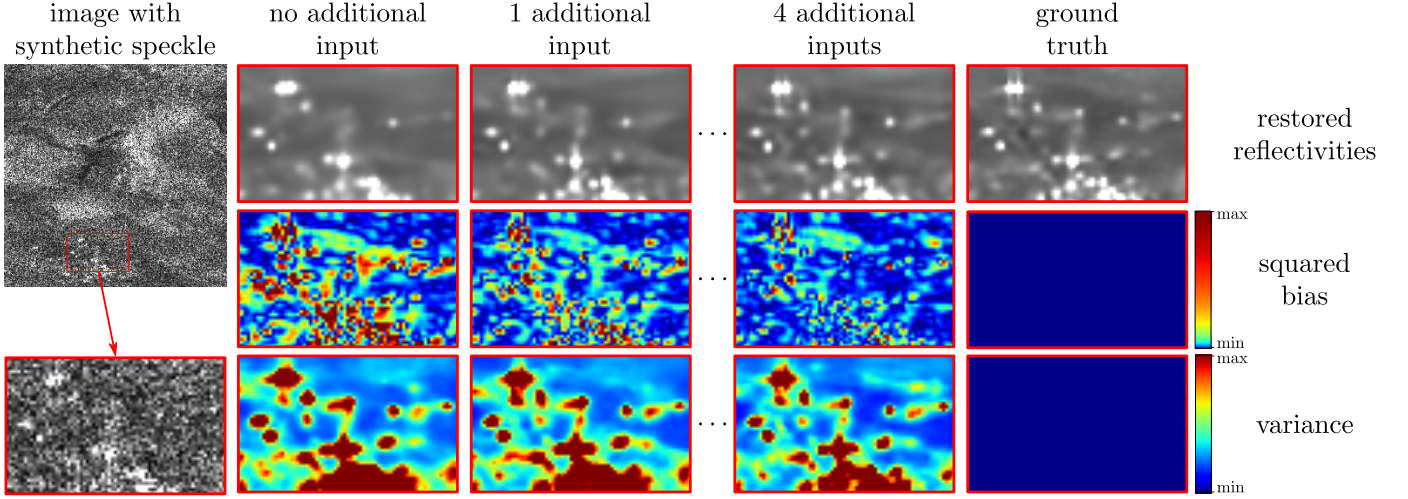 image with
synthetic speckle
no additional
input
1 additional
input
4 additional
inputs
ground
truth
...
restored
reflectivities
...
max
min
squared
bias
...
max
min
variance